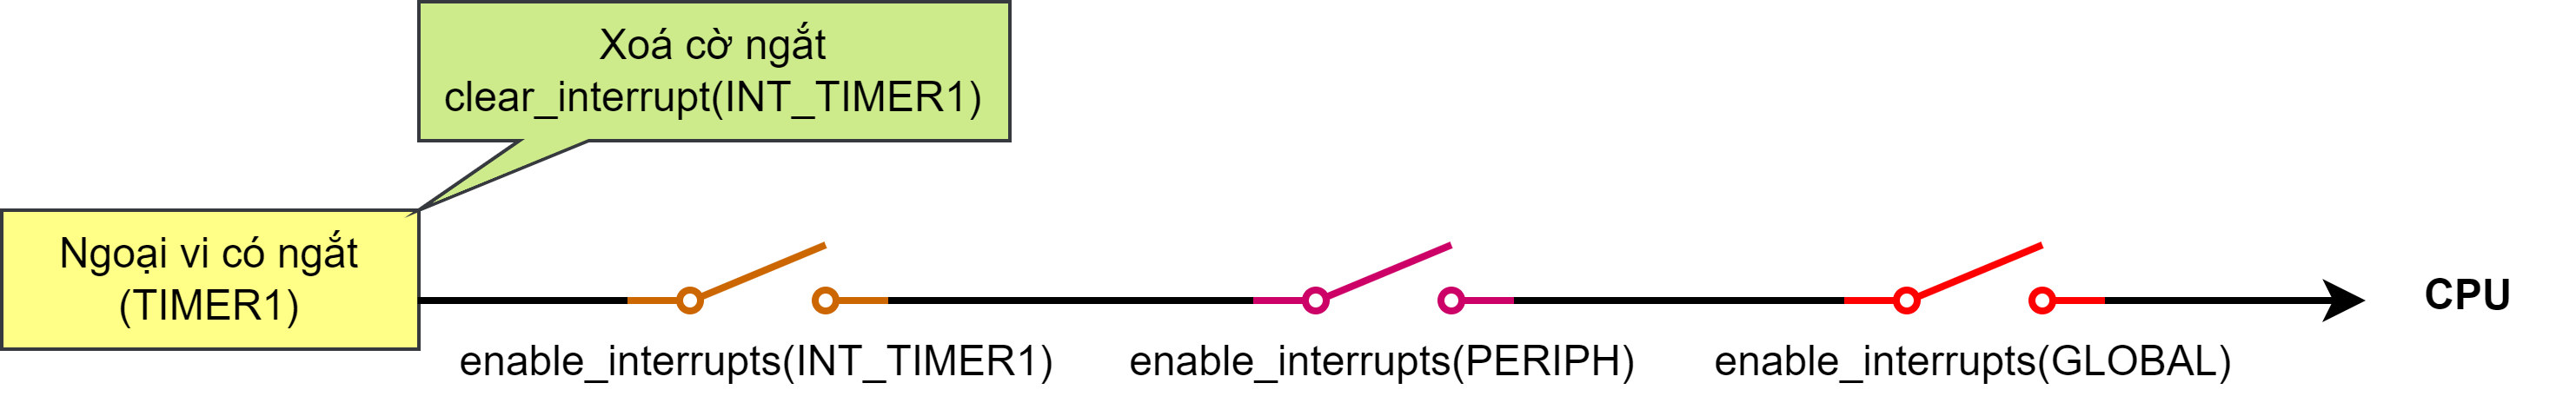 Xoá cờ ngắt
clear_interrupt(INT_TIMER1)
Ngoại vi có ngắt
(TIMER1)
CPU
enable_interrupts(INT_TIMER1)
enable_interrupts(PERIPH)
enable_interrupts(GLOBAL)